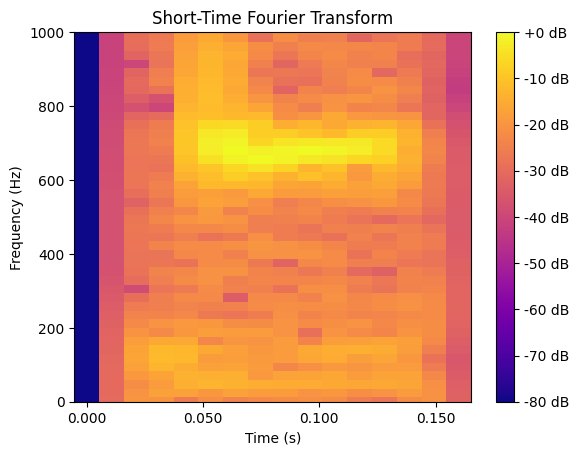 Short-Time Fourier Transform
1000
800
600
400
200
0
Frequency (Hz)
0.000
0.050
0.100
0.150
Time (s)
+0 dB
-10 dB
-20 dB
-30 dB
-40 dB
-50 dB
-60 dB
-70 dB
-80 dB